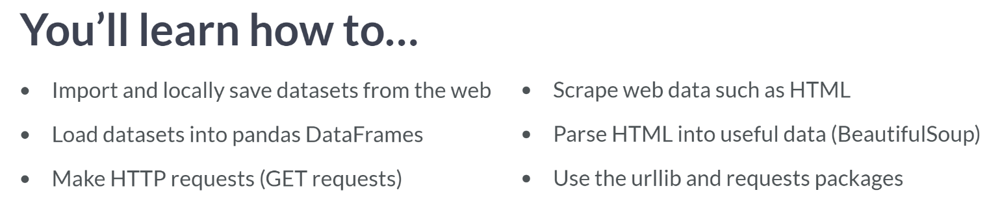 You’ll learn how to...
• Import and locally save datasets from the web
• Load datasets into pandas DataFrames
• Make HTTP requests (GET requests)
• Scrape web data such as HTML
• Parse HTML into useful data (BeautifulSoup)
• Use the urllib and requests packages